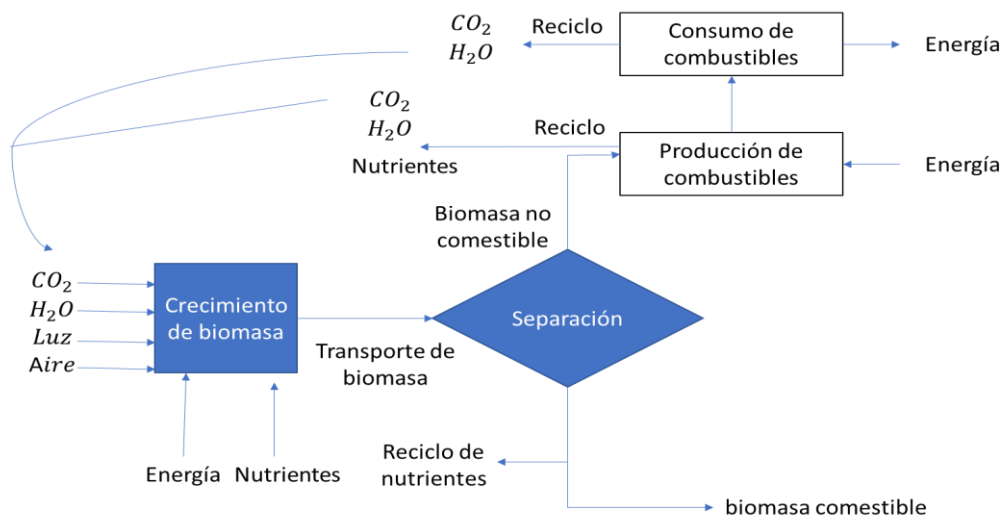 CO₂
H₂O
Reciclo
Consumo de
combustibles
Energía
CO₂
H₂O
Nutrientes
Reciclo
Producción de
combustibles
Energía
Biomasa no
comestible
CO₂
H₂O
Luz
Aire
Crecimiento
de biomasa
Transporte de
biomasa
Separación
Energía
Nutrientes
Reciclo de
nutrientes
biomasa comestible